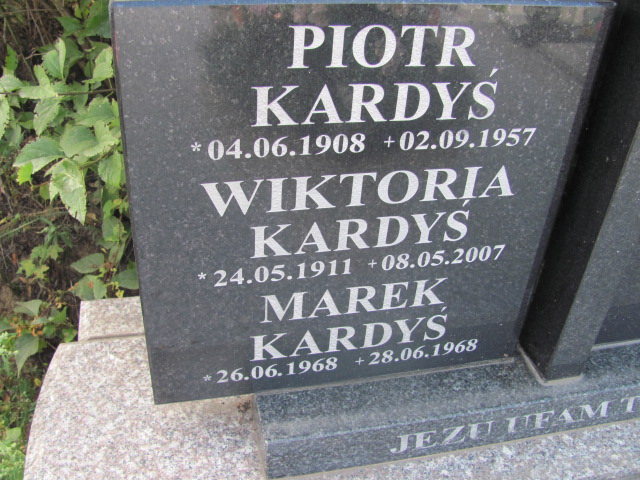 PIOTR
KARDYŚ
*04.06.1908 +02.09.1957
WIKTORIA
KARDYŚ
*24.05.1911 +08.05.2007
MAREK
KARDYŚ
*26.06.1968 +28.06.1968
JEZU UFAM